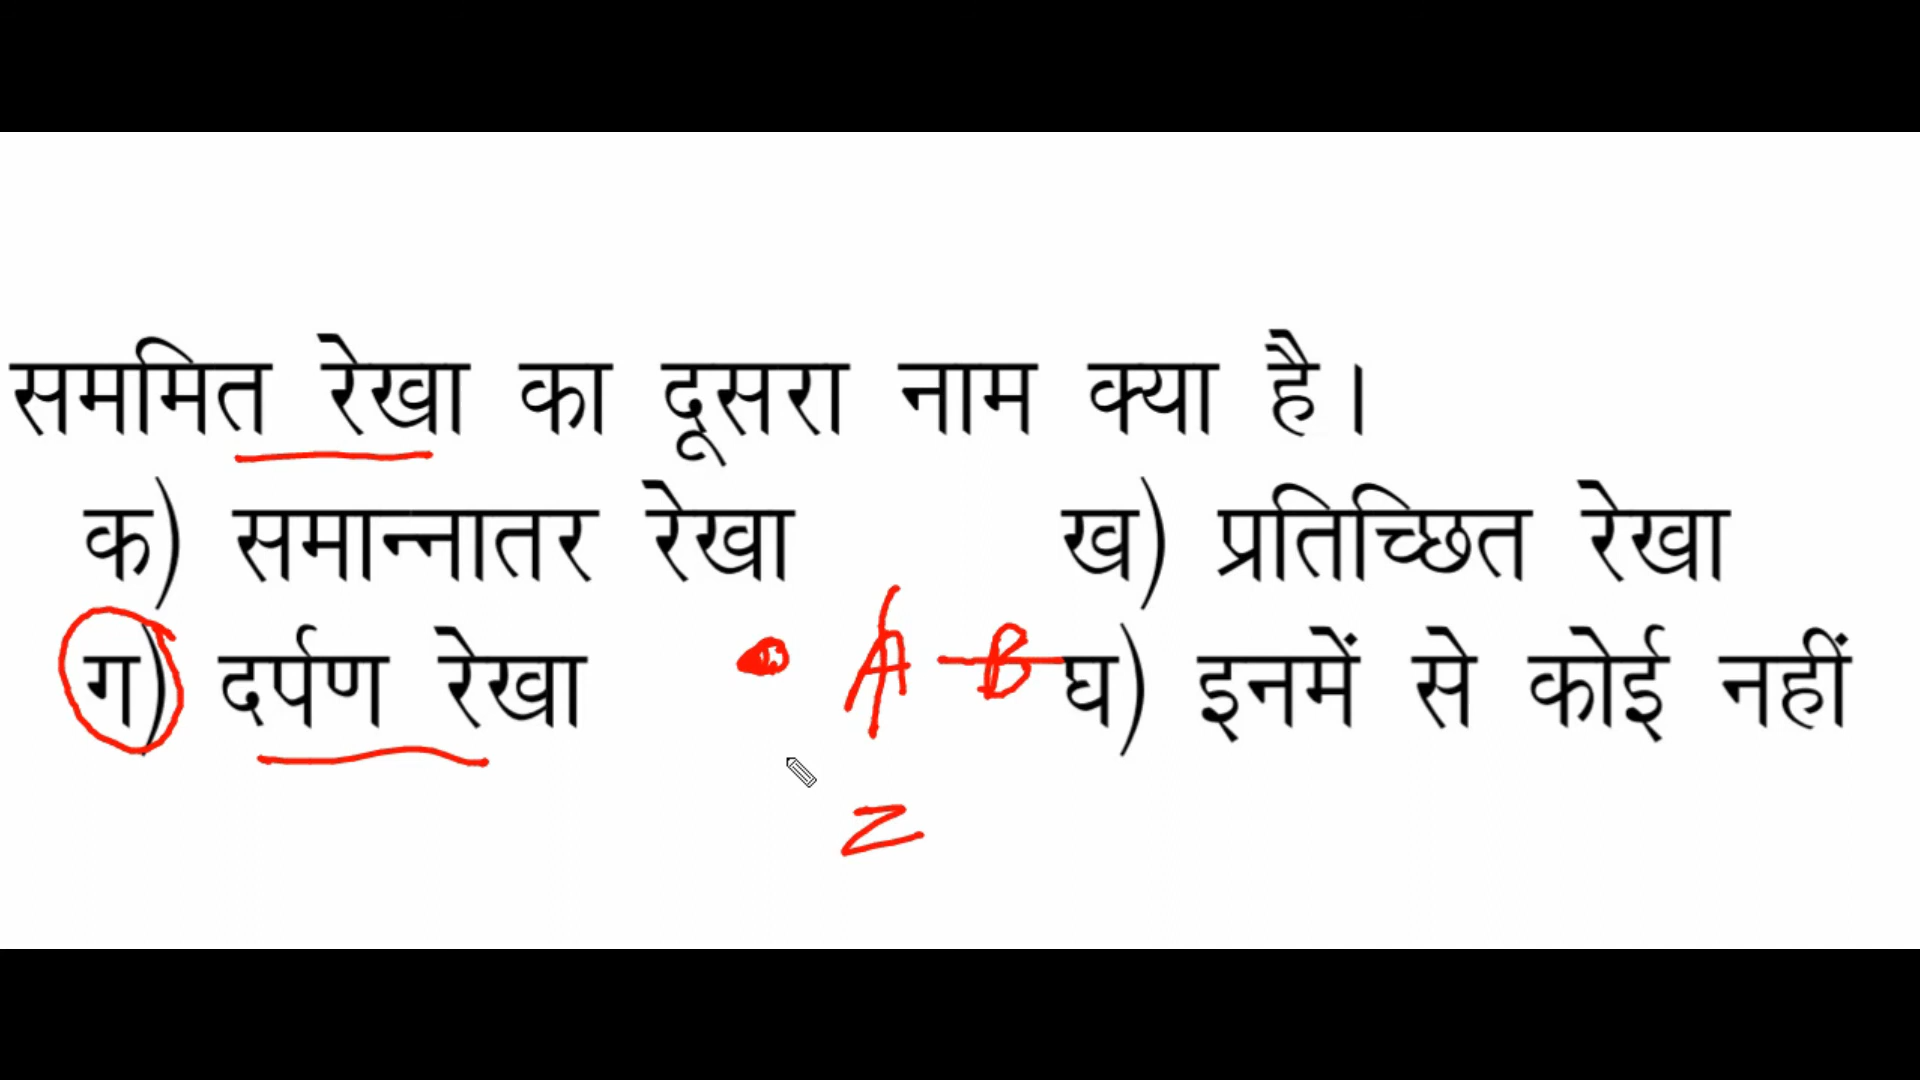 सममित रेखा का दूसरा नाम क्या है।
क) समान्नातर रेखा ख) प्रतिच्छित रेखा
ग) दर्पण रेखा A B घ) इनमें से कोई नहीं
Z